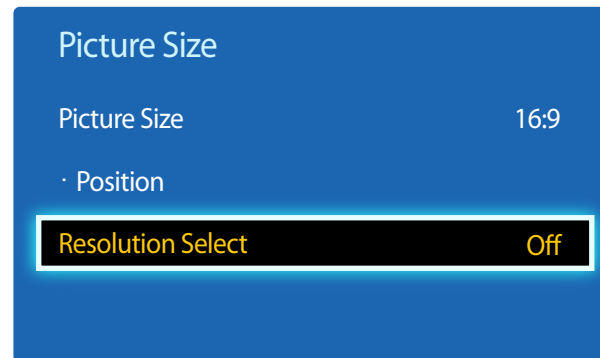 Picture Size
Picture Size 16:9
· Position
Resolution Select Off